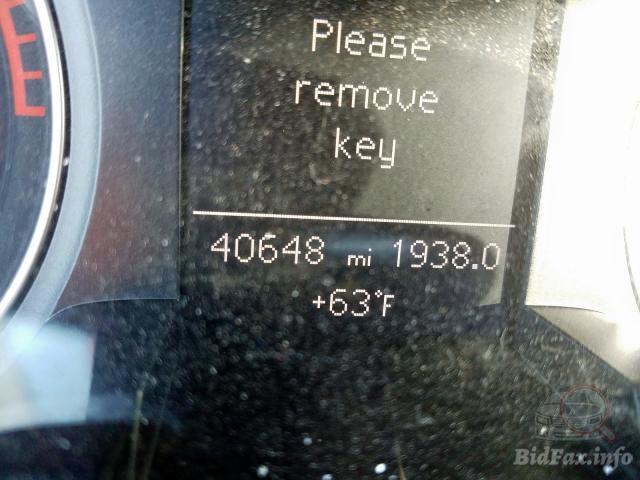 Please
remove
key
40648 mi 1938.0
+63°F
BidFax.info